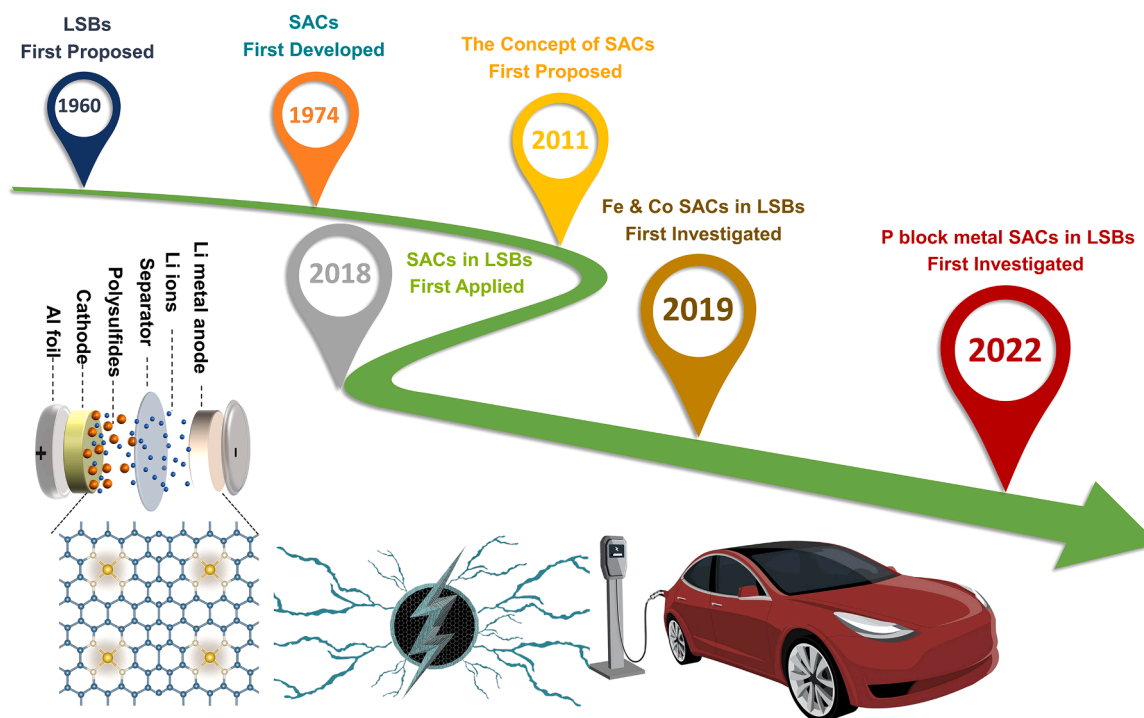 LSBs
First Proposed
1960
SACs
First Developed
1974
The Concept of SACs
First Proposed
2011
2018
SACs in LSBs
First Applied
Fe & Co SACs in LSBs
First Investigated
2019
P block metal SACs in LSBs
First Investigated
2022
Al foil
Cathode
Polysulfides
Separator
Li ions
Li metal anode
+
-